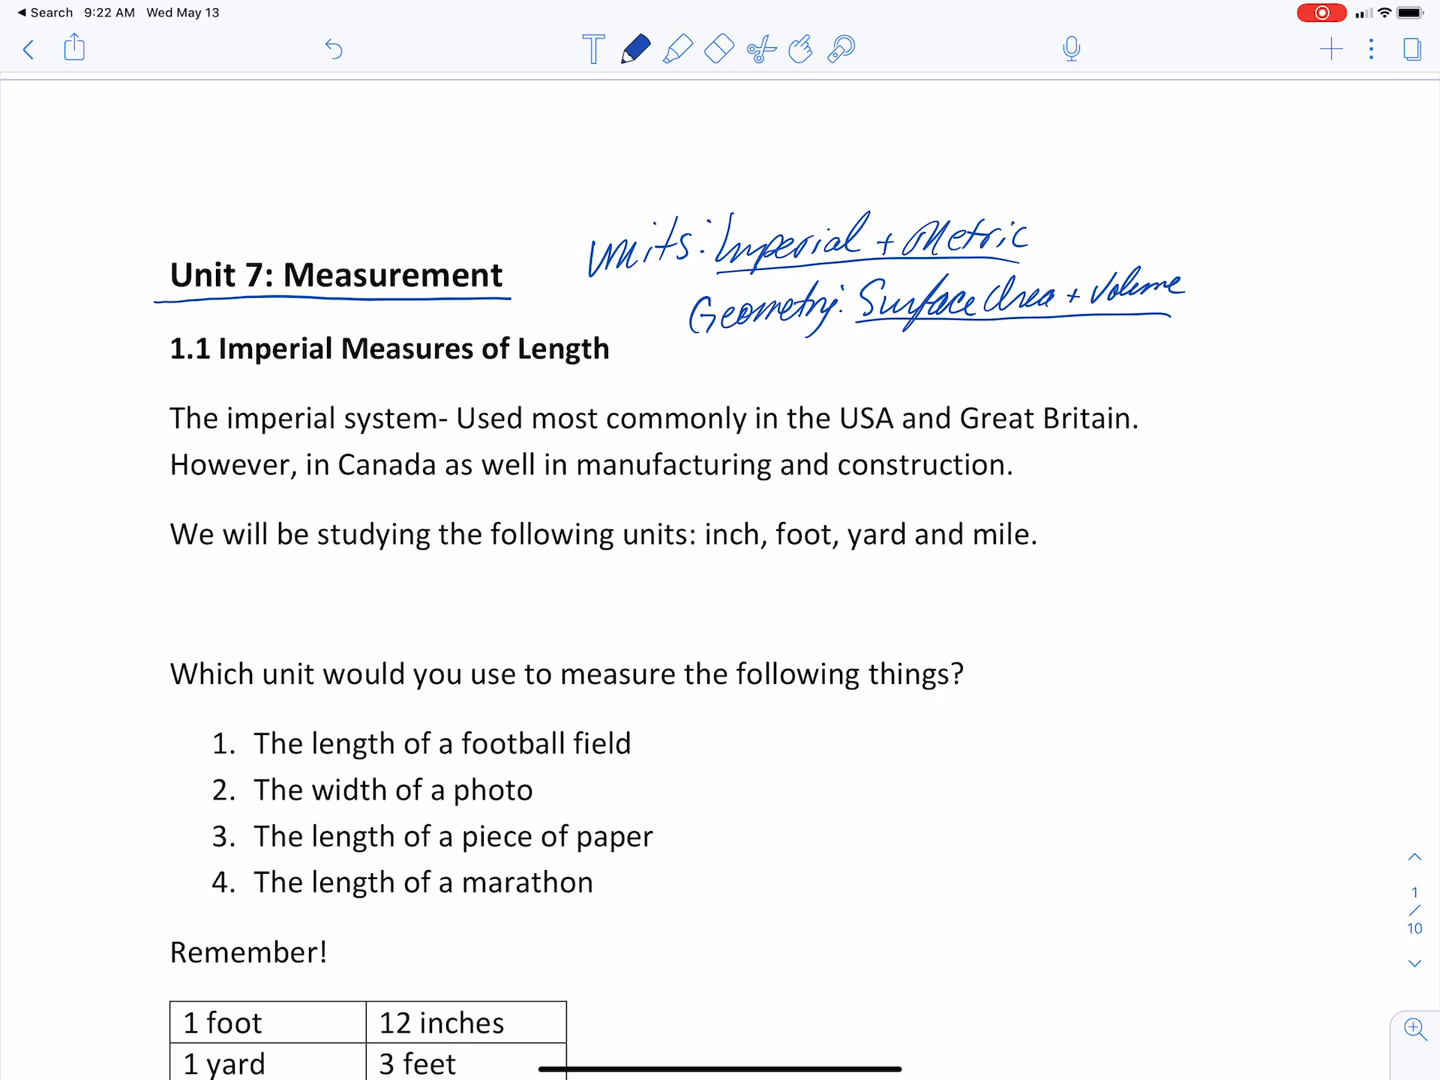 ◀ Search 9:22 AM Wed May 13
T
Units: Imperial + Metric
Unit 7: Measurement
Geometry: Surface Area + Volume
1.1 Imperial Measures of Length
The imperial system- Used most commonly in the USA and Great Britain.
However, in Canada as well in manufacturing and construction.
We will be studying the following units: inch, foot, yard and mile.
Which unit would you use to measure the following things?
1. The length of a football field
2. The width of a photo
3. The length of a piece of paper
4. The length of a marathon
Remember!
1 foot 12 inches
1 yard 3 feet
1
/
10